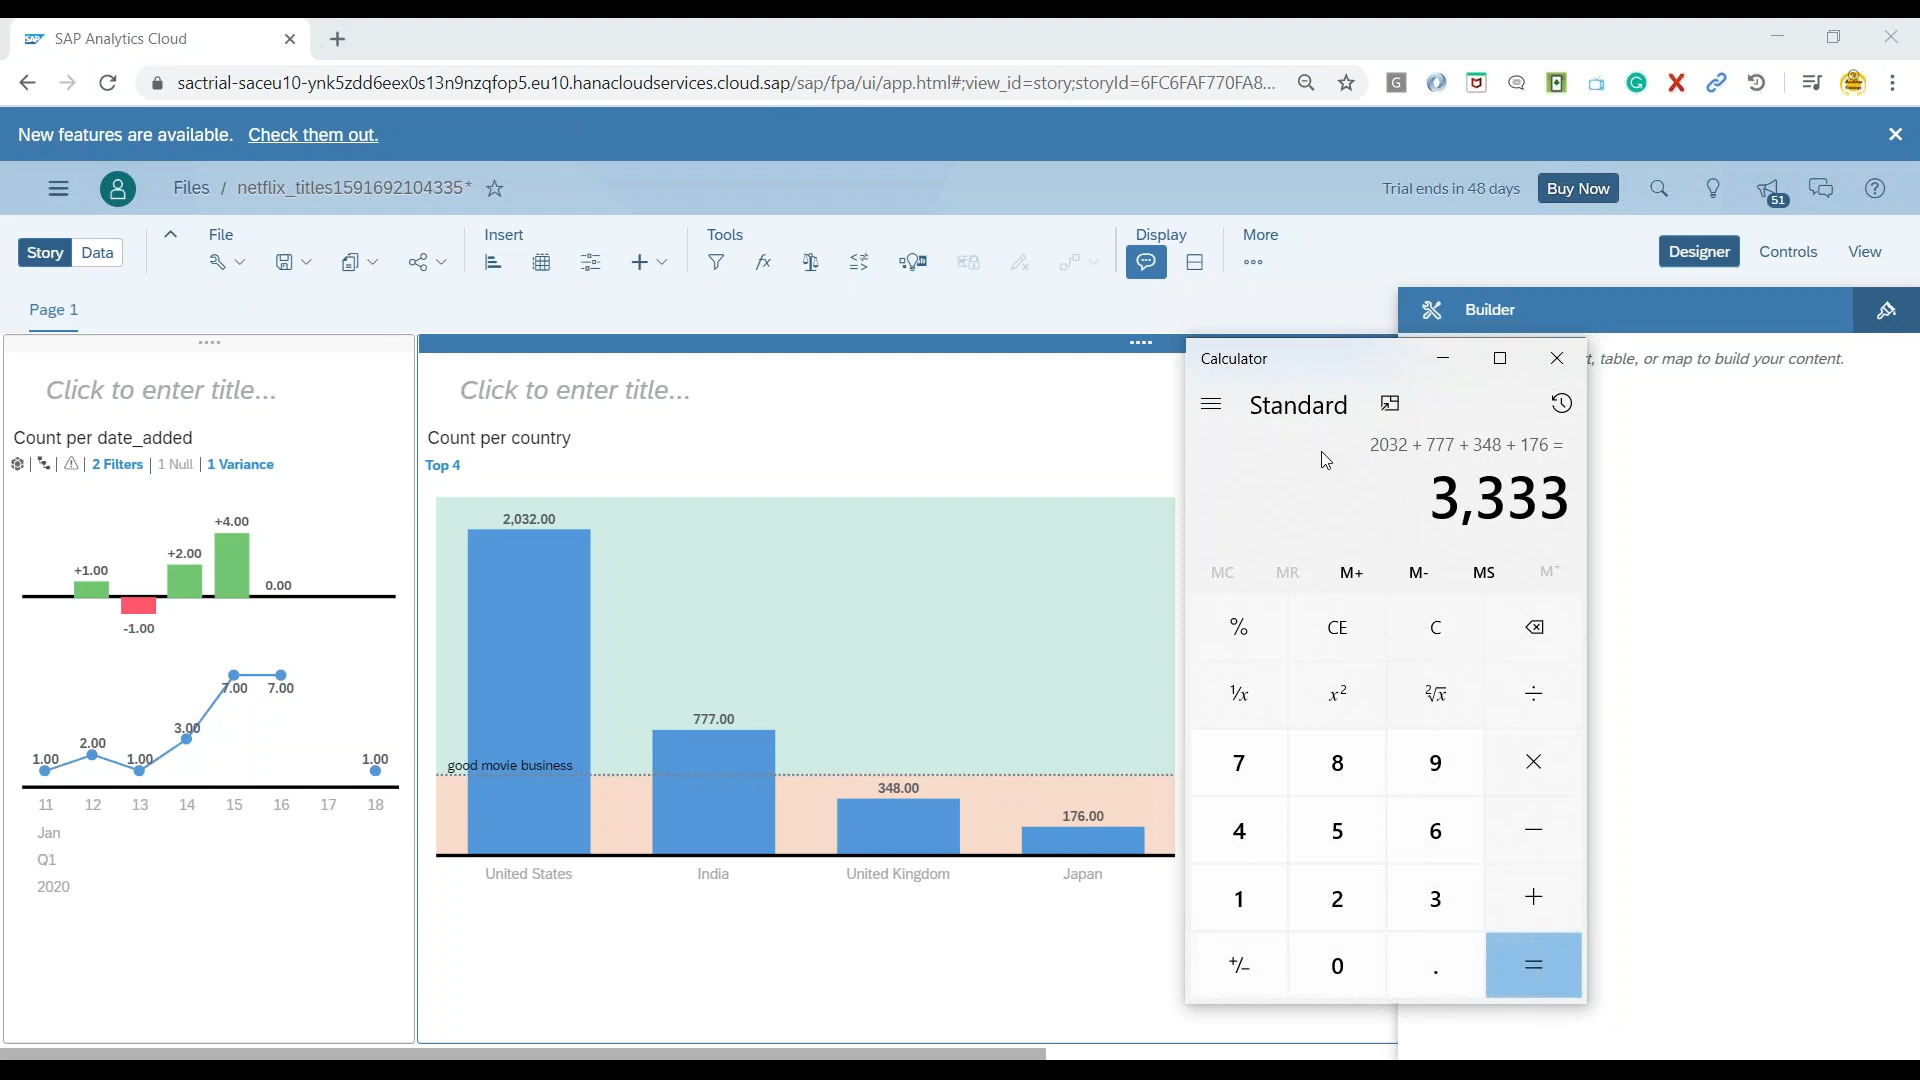 SAP Analytics Cloud
sactrial-saceu10-ynk5zdd6eex0s13n9nzqfop5.eu10.hanacloudservices.cloud.sap/sap/fpa/ui/app.html#;view_id=story;storyId=6FC6FAF770FA8...
New features are available. Check them out.
Files / netflix_titles1591692104335*
Trial ends in 48 days
Buy Now
51
Story Data
File
Insert
Tools
Display
More
Designer Controls View
Page 1
Builder
t, table, or map to build your content.
Click to enter title...
Count per date_added
2 Filters | 1 Null | 1 Variance
+1.00
-1.00
+2.00
+4.00
0.00
1.00
2.00
1.00
3.00
7.00
7.00
1.00
11 12 13 14 15 16 17 18
Jan
Q1
2020
Click to enter title...
Count per country
Top 4
2,032.00
777.00
348.00
176.00
good movie business
United States India United Kingdom Japan
Calculator
Standard
2032 + 777 + 348 + 176 =
3,333
MC MR M+ M- MS M˅
% CE C
¹/x x² ²√x ÷
7 8 9 ×
4 5 6 −
1 2 3 +
+/− 0 . =